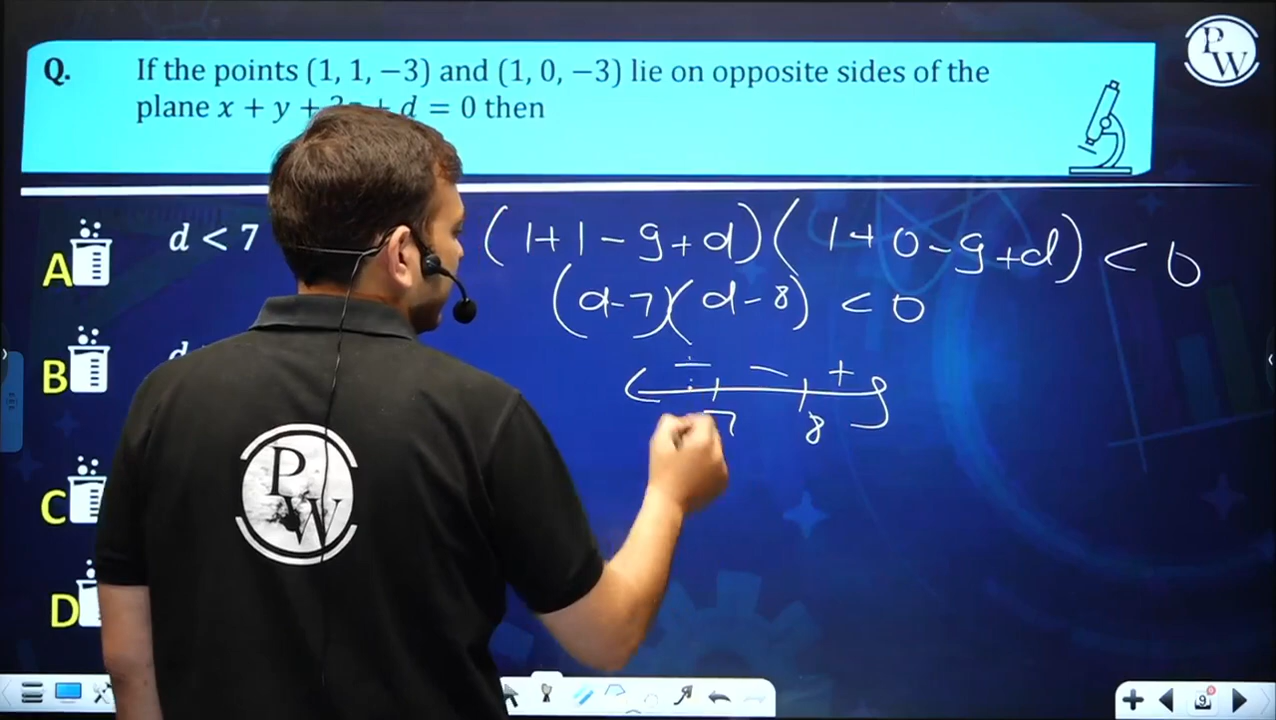 Q. If the points (1, 1, −3) and (1, 0, −3) lie on opposite sides of the
plane x + y + d = 0 then
PW
A d < 7
(1+1-9+d)(1+0-9+d) < 0
(d-7)(d-8) < 0
− − +
7 8
B
C
D
PW
9